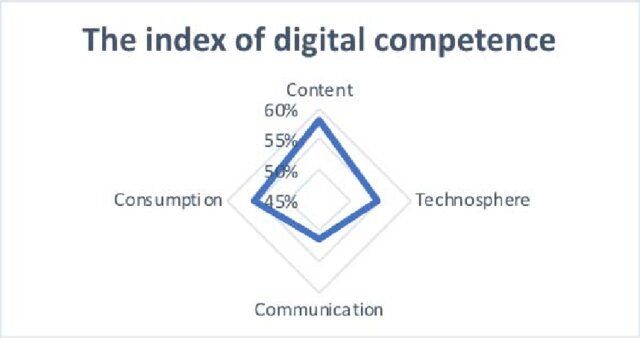 The index of digital competence
Content
60%
55%
50%
Consumption 45% Technosphere
Communication